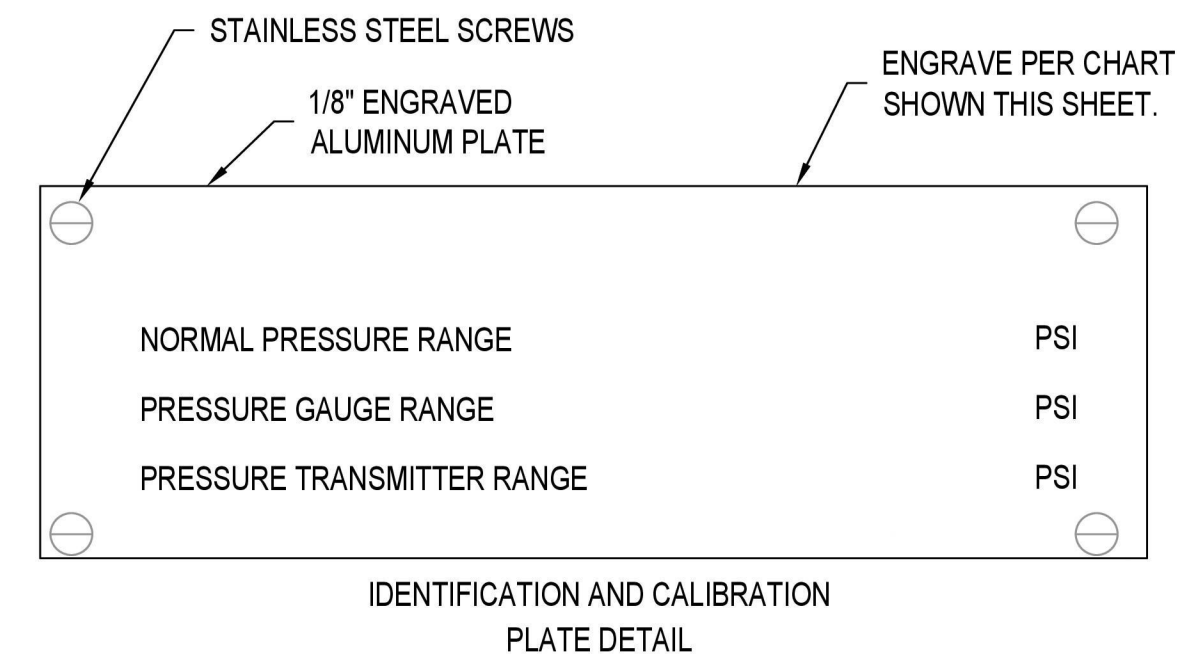 STAINLESS STEEL SCREWS
1/8" ENGRAVED
ALUMINUM PLATE
ENGRAVE PER CHART
SHOWN THIS SHEET.
NORMAL PRESSURE RANGE PSI
PRESSURE GAUGE RANGE PSI
PRESSURE TRANSMITTER RANGE PSI
IDENTIFICATION AND CALIBRATION
PLATE DETAIL